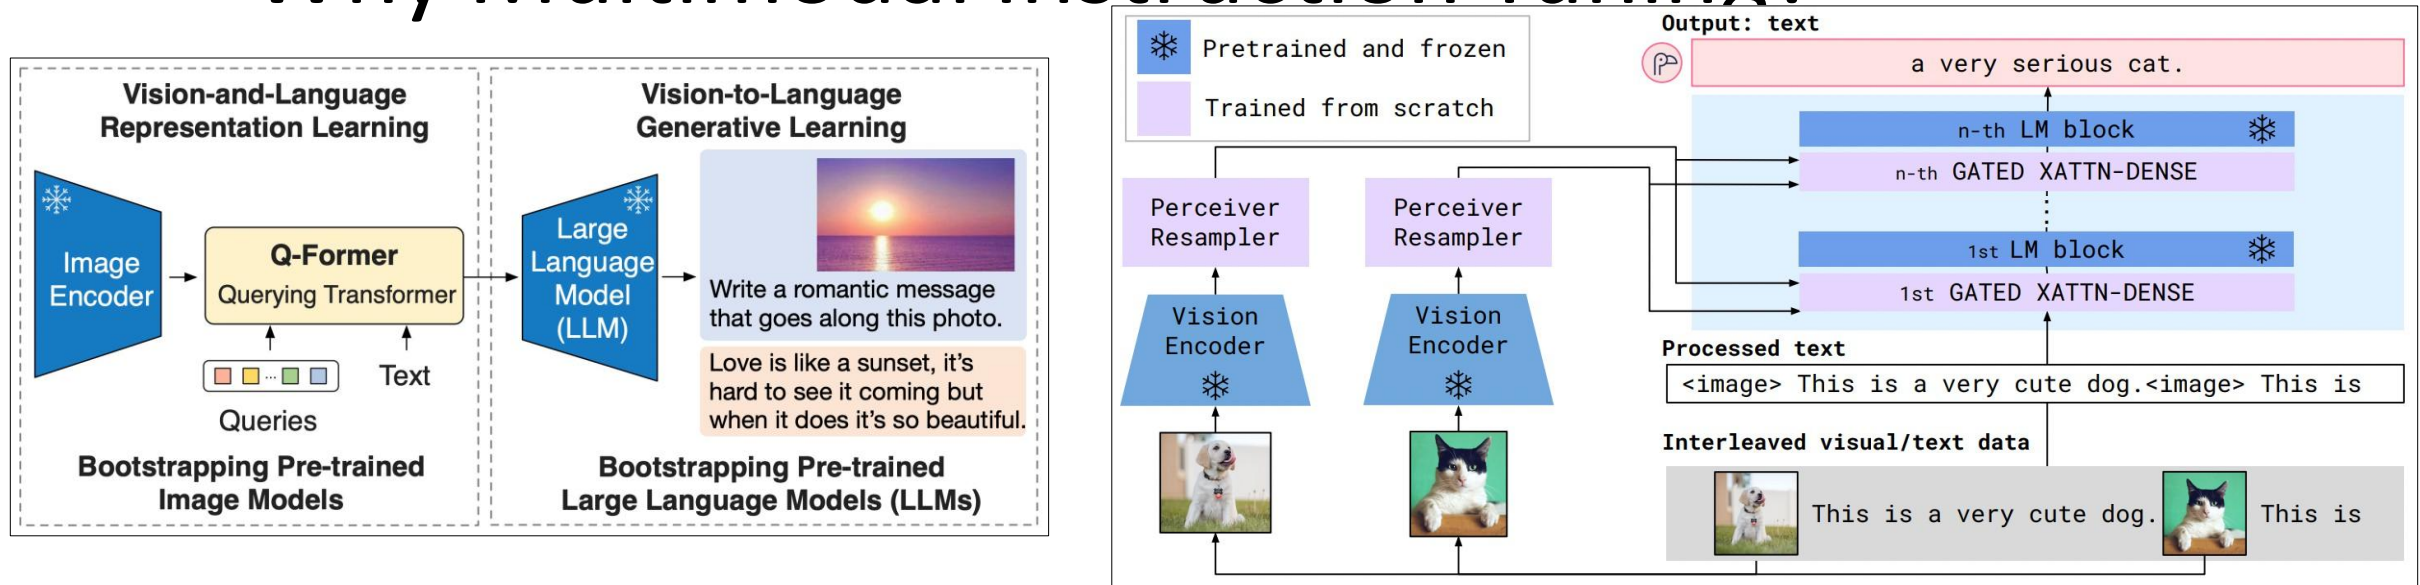 Why Multimodal Instruction Tuning?
Vision-and-Language
Representation Learning
Image
Encoder
Q-Former
Querying Transformer
...
Queries
Text
Bootstrapping Pre-trained
Image Models
Vision-to-Language
Generative Learning
Large
Language
Model
(LLM)
Write a romantic message
that goes along this photo.
Love is like a sunset, it's
hard to see it coming but
when it does it's so beautiful.
Bootstrapping Pre-trained
Large Language Models (LLMs)
Pretrained and frozen
Trained from scratch
Perceiver
Resampler
Perceiver
Resampler
Vision
Encoder
Vision
Encoder
Output: text
a very serious cat.
n-th LM block
n-th GATED XATTN-DENSE
1st LM block
1st GATED XATTN-DENSE
Processed text
<image> This is a very cute dog.<image> This is
Interleaved visual/text data
This is a very cute dog.
This is